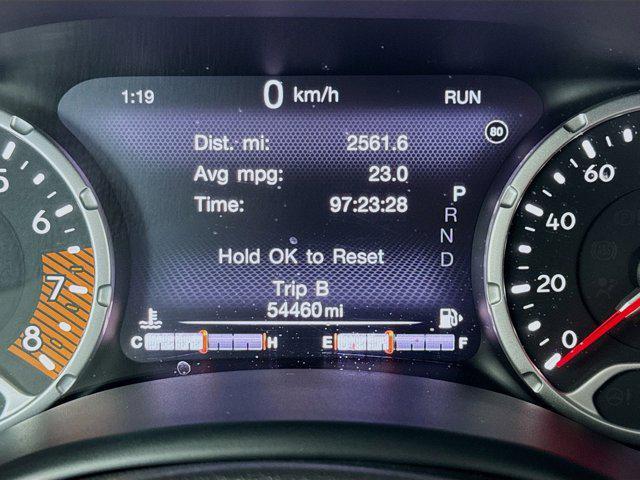 1:19 0 km/h RUN
80
Dist. mi: 2561.6
Avg mpg: 23.0
Time: 97:23:28
P
R
N
D
Hold OK to Reset
Trip B
54460 mi
C H E F
5
6
7
8
60
40
20
0